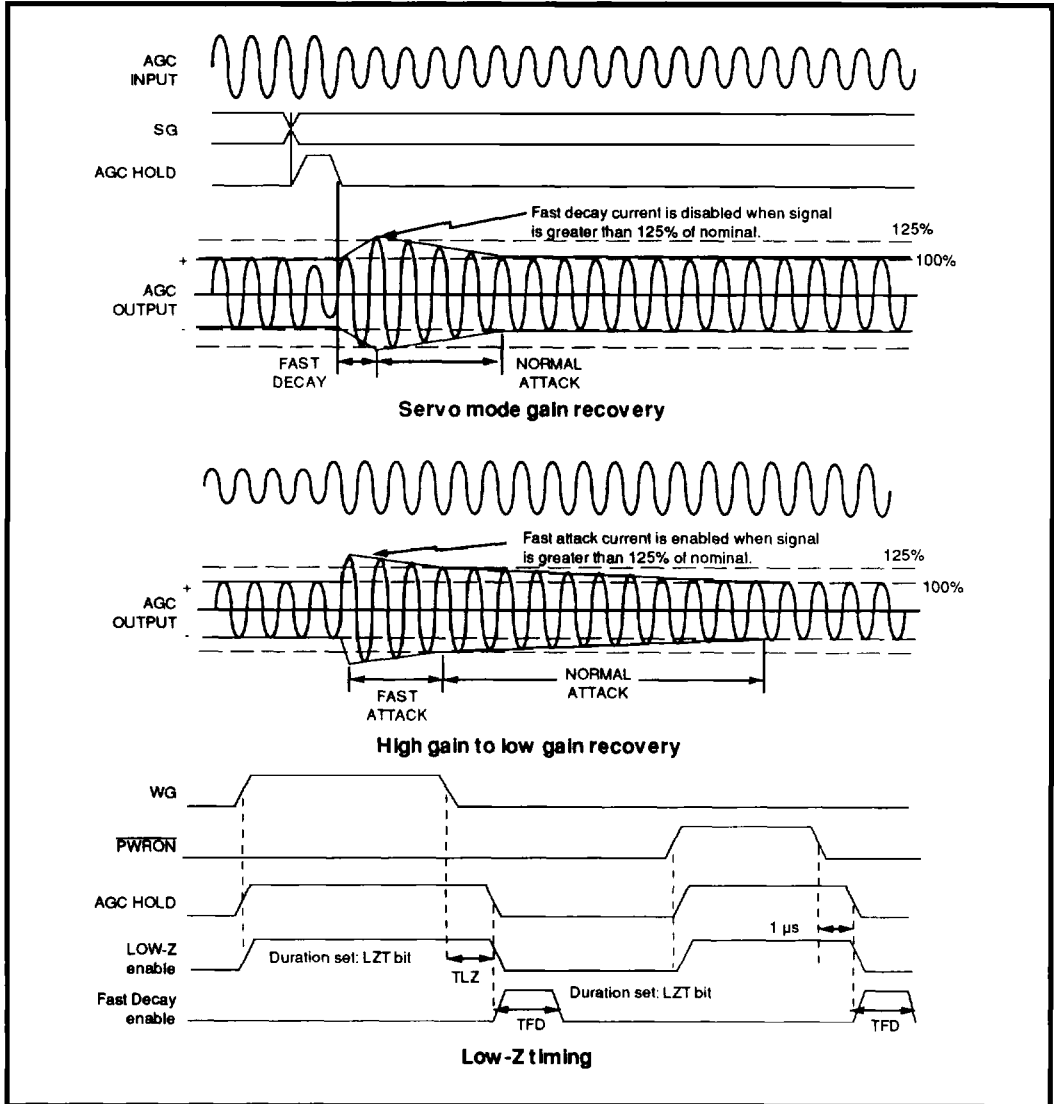 AGC
INPUT
SG
AGC HOLD
Fast decay current is disabled when signal
is greater than 125% of nominal.
125%
+
100%
AGC
OUTPUT
-
FAST
DECAY
NORMAL
ATTACK
Servo mode gain recovery
Fast attack current is enabled when signal
is greater than 125% of nominal.
125%
+
100%
AGC
OUTPUT
-
FAST
ATTACK
NORMAL
ATTACK
High gain to low gain recovery
WG
PWRON
AGC HOLD
1 µs
LOW-Z
enable
Duration set: LZT bit
TLZ
Fast Decay
enable
Duration set: LZT bit
TFD
TFD
Low-Z timing